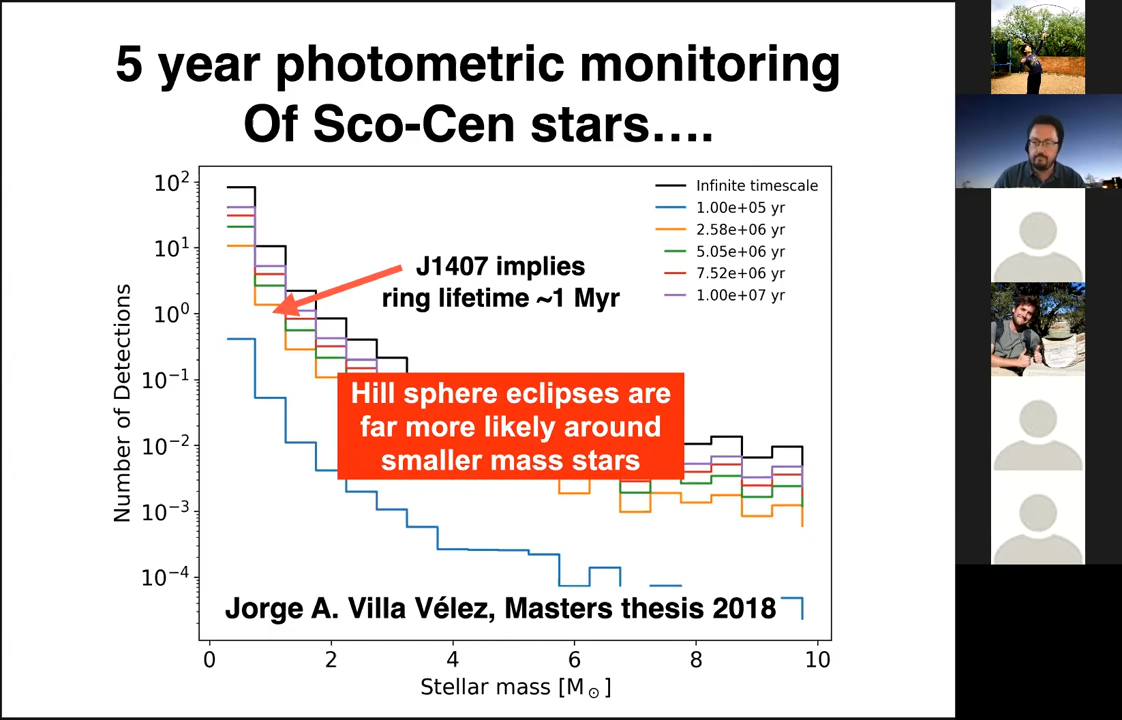 5 year photometric monitoring
Of Sco-Cen stars....
10²
10¹
10⁰
10⁻¹
10⁻²
10⁻³
10⁻⁴
Number of Detections
Infinite timescale
1.00e+05 yr
2.58e+06 yr
5.05e+06 yr
7.52e+06 yr
1.00e+07 yr
J1407 implies
ring lifetime ~1 Myr
Hill sphere eclipses are
far more likely around
smaller mass stars
Jorge A. Villa Vélez, Masters thesis 2018
0 2 4 6 8 10
Stellar mass [M☉]